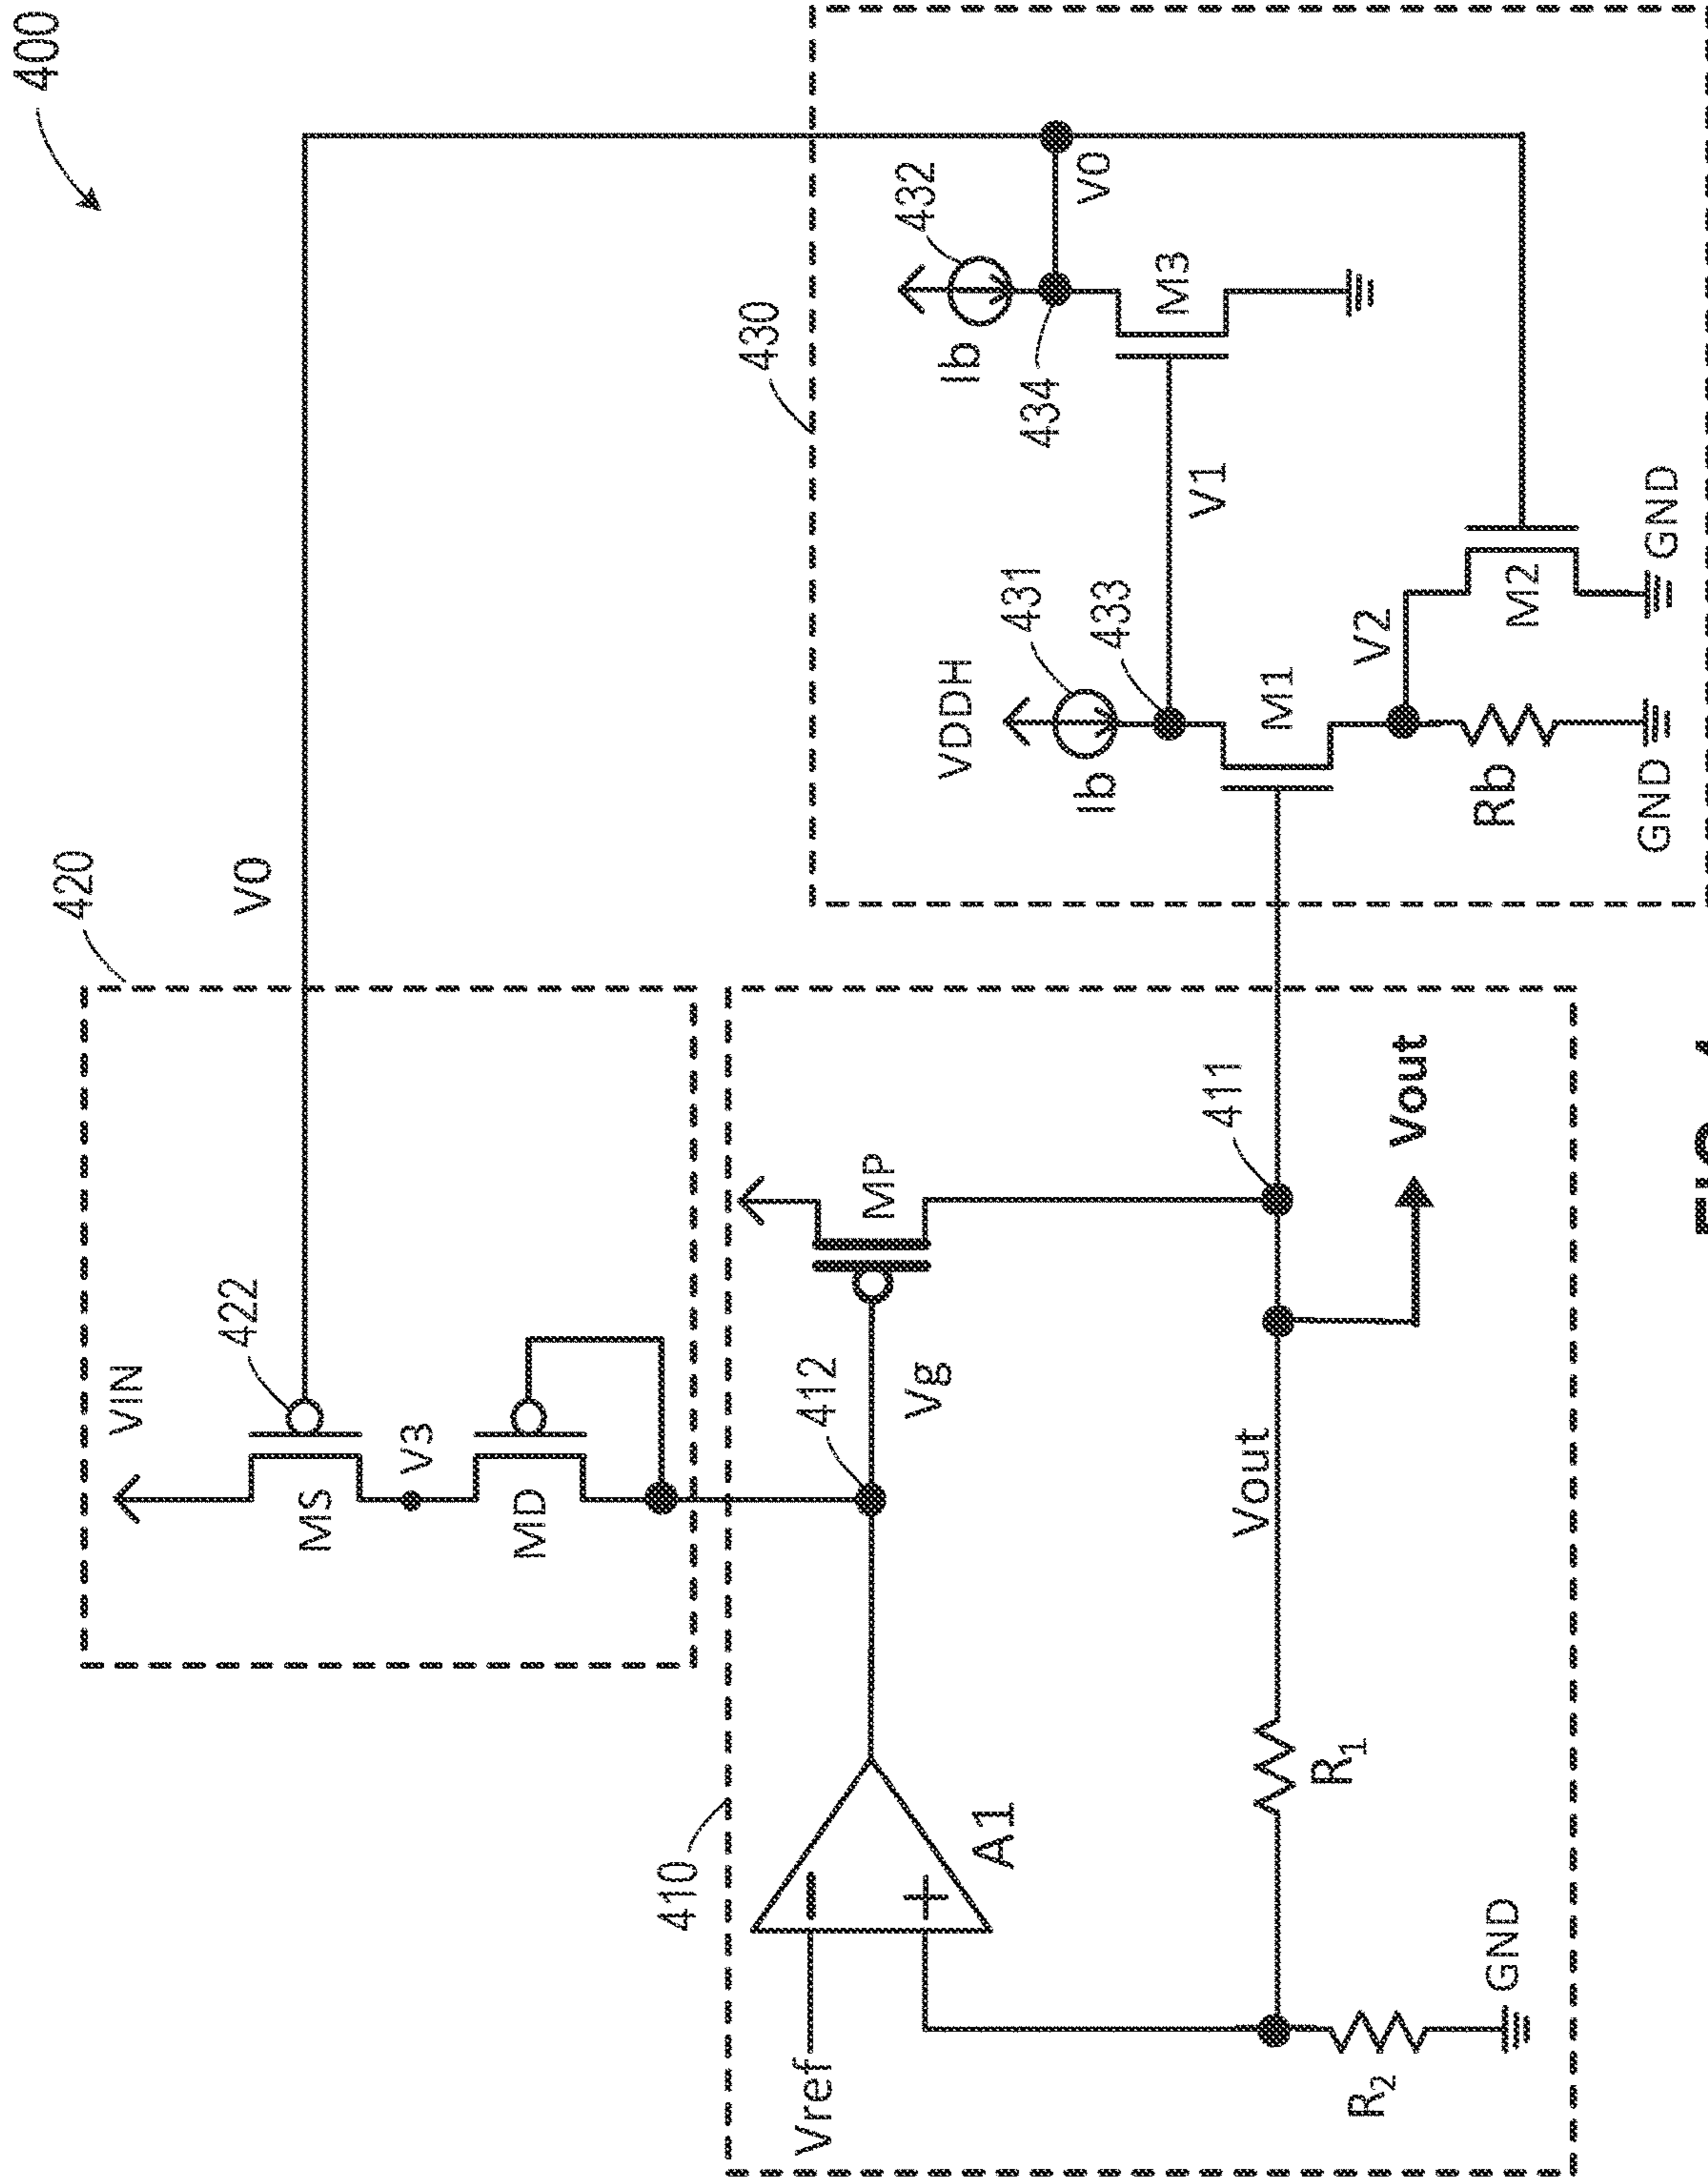 400
420
VIN
422
V0
V3
MS
MD
430
432
Ib
V0
434
M3
VDDH
431
Ib
433
V1
M1
V2
Rb
M2
GND
GND
410
412
MP
Vg
A1
Vref
411
Vout
Vout
R1
R2
GND